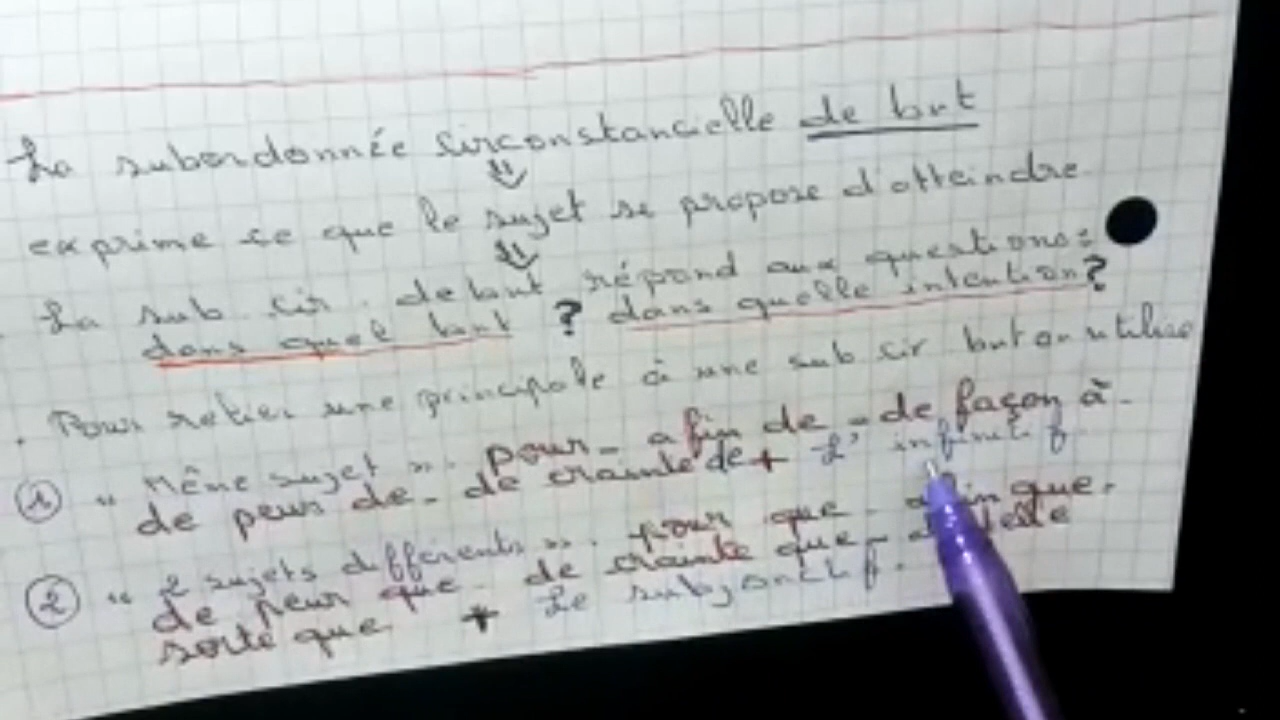 La subordonnée circonstancielle de but
exprime ce que le sujet se propose d'atteindre
La sub cir. de but répond aux questions:
dans quel but ? dans quelle intention?
. Pour relier une principale à une sub cir but on utilise
① " Même sujet ". pour - afin de - de façon à -
de peur de - de crainte de + L'infinitif
② " 2 sujets différents ". pour que - afin que -
de peur que - de crainte que - telle
sorte que + Le subjonctif.